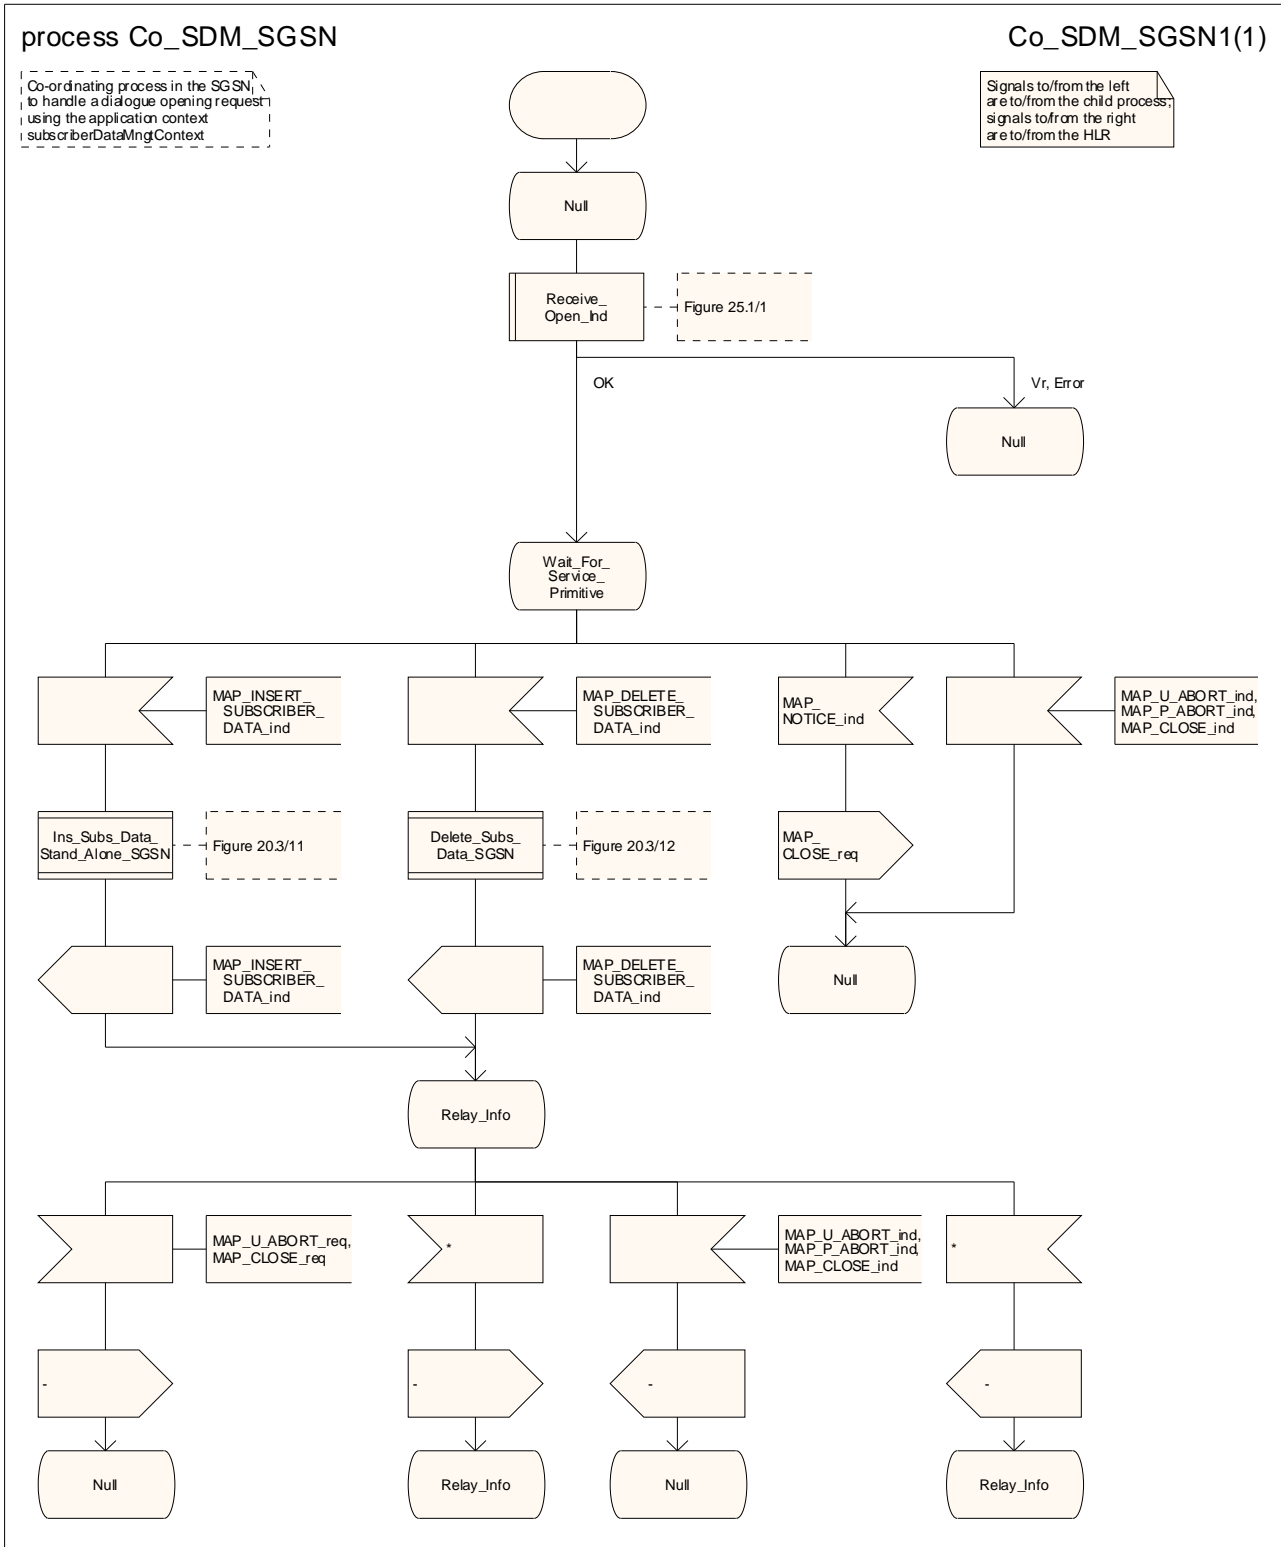 process Co_SDM_SGSN
Co_SDM_SGSN1(1)
Co-ordinating process in the SGSN
to handle a dialogue opening request
using the application context
subscriberDataMngtContext
Signals to/from the left
are to/from the child process;
signals to/from the right
are to/from the HLR
Null
Receive_
Open_Ind
Figure 25.1/1
OK
Vr, Error
Null
Wait_For_
Service_
Primitive
MAP_INSERT_
SUBSCRIBER_
DATA_ind
MAP_DELETE_
SUBSCRIBER_
DATA_ind
MAP_
NOTICE_ind
MAP_U_ABORT_ind,
MAP_P_ABORT_ind,
MAP_CLOSE_ind
Ins_Subs_Data_
Stand_Alone_SGSN
Figure 20.3/11
Delete_Subs_
Data_SGSN
Figure 20.3/12
MAP_
CLOSE_req
MAP_INSERT_
SUBSCRIBER_
DATA_ind
MAP_DELETE_
SUBSCRIBER_
DATA_ind
Null
Relay_Info
MAP_U_ABORT_req,
MAP_CLOSE_req
*
MAP_U_ABORT_ind,
MAP_P_ABORT_ind,
MAP_CLOSE_ind
*
-
-
-
-
Null
Relay_Info
Null
Relay_Info